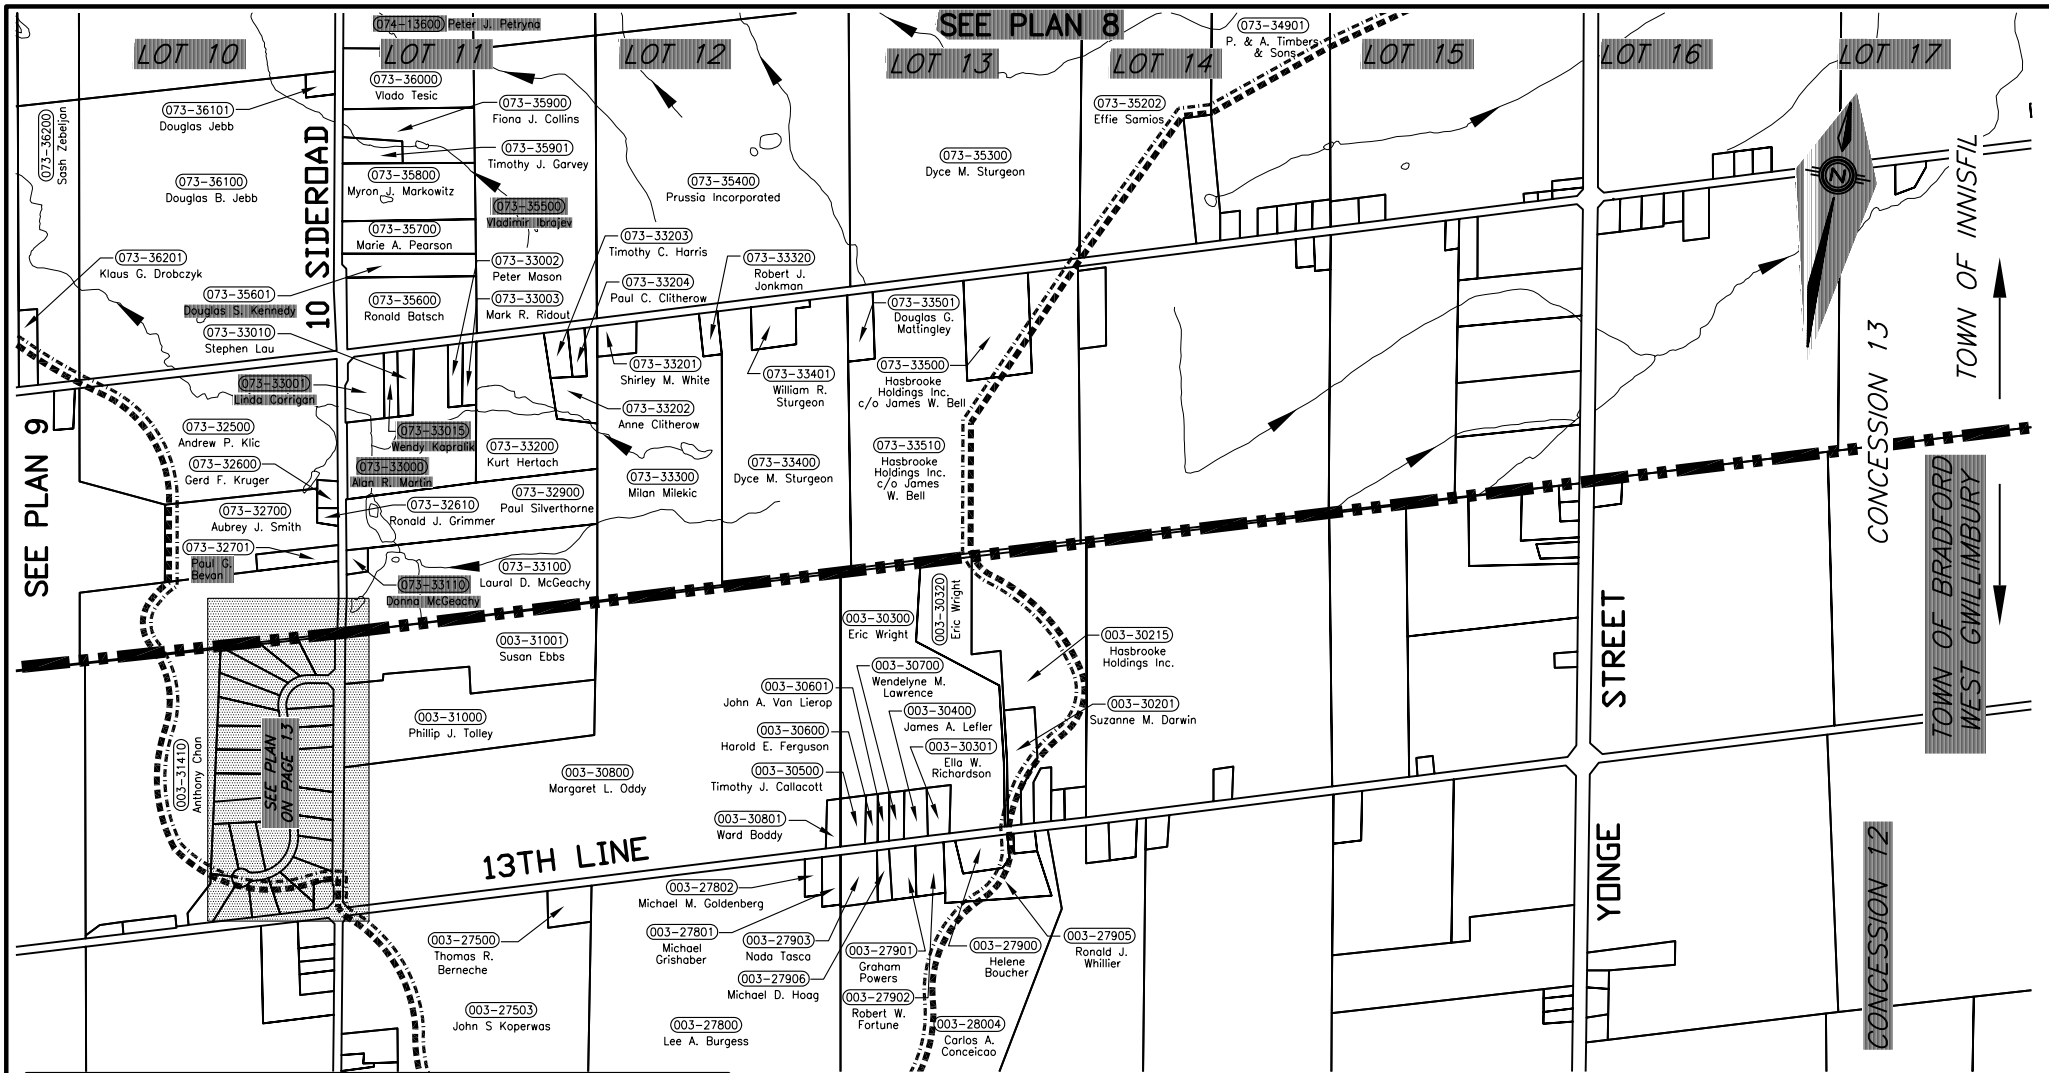 SEE PLAN 8
LOT 10
LOT 11
LOT 12
LOT 13
LOT 14
LOT 15
LOT 16
LOT 17
074-13600 Peter J. Petryna
073-34901
P. & A. Timbers
& Sons
073-36000
Vlado Tesic
073-36101
Douglas Jebb
073-35900
Fiona J. Collins
073-35202
Effie Samios
073-36200
Sash Zebeljan
073-35901
Timothy J. Garvey
073-35300
Dyce M. Sturgeon
073-36100
Douglas B. Jebb
073-35800
Myron J. Markowitz
073-35400
Prussia Incorporated
073-35500
Vladimir Ibrajev
10 SIDEROAD
073-35700
Marie A. Pearson
073-33203
Timothy C. Harris
073-36201
Klaus G. Drobczyk
073-33002
Peter Mason
073-33320
Robert J.
Jonkman
073-33204
Paul C. Clitherow
073-35601
Douglas S. Kennedy
073-35600
Ronald Batsch
073-33003
Mark R. Ridout
073-33501
Douglas G.
Mattingley
073-33010
Stephen Lau
073-33201
Shirley M. White
073-33401
William R.
Sturgeon
073-33500
Hasbrooke
Holdings Inc.
c/o James W. Bell
073-33001
Linda Corrigan
073-33202
Anne Clitherow
073-32500
Andrew P. Klic
073-33015
Wendy Kapralik
073-33200
Kurt Hertach
073-33510
Hasbrooke
Holdings Inc.
c/o James
W. Bell
073-32600
Gerd F. Kruger
073-33000
Alan R. Martin
073-33300
Milan Milekic
073-33400
Dyce M. Sturgeon
SEE PLAN 9
073-32700
Aubrey J. Smith
073-32610
Ronald J. Grimmer
073-32900
Paul Silverthorne
073-32701
Paul G.
Bevan
073-33110
Donna McGeachy
073-33100
Laural D. McGeachy
003-30300
Eric Wright
003-30320
Eric Wright
003-31001
Susan Ebbs
003-30215
Hasbrooke
Holdings Inc.
003-30700
Wendelyne M.
Lawrence
003-30601
John A. Van Lierop
003-30400
James A. Lefler
003-30201
Suzanne M. Darwin
003-31000
Phillip J. Tolley
003-30600
Harold E. Ferguson
003-30301
Ella W.
Richardson
003-31410
Anthony Chan
SEE PLAN
ON PAGE 13
003-30800
Margaret L. Oddy
003-30500
Timothy J. Callacott
003-30801
Ward Boddy
13TH LINE
003-27802
Michael M. Goldenberg
003-27801
Michael
Grishaber
003-27500
Thomas R.
Berneche
003-27903
Nada Tasca
003-27901
Graham
Powers
003-27900
Helene
Boucher
003-27905
Ronald J.
Whillier
003-27906
Michael D. Hoag
003-27902
Robert W.
Fortune
003-27503
John S Koperwas
003-27800
Lee A. Burgess
003-28004
Carlos A.
Conceicao
YONGE STREET
CONCESSION 13
TOWN OF INNISFIL
TOWN OF BRADFORD
WEST GWILLIMBURY
CONCESSION 12
N